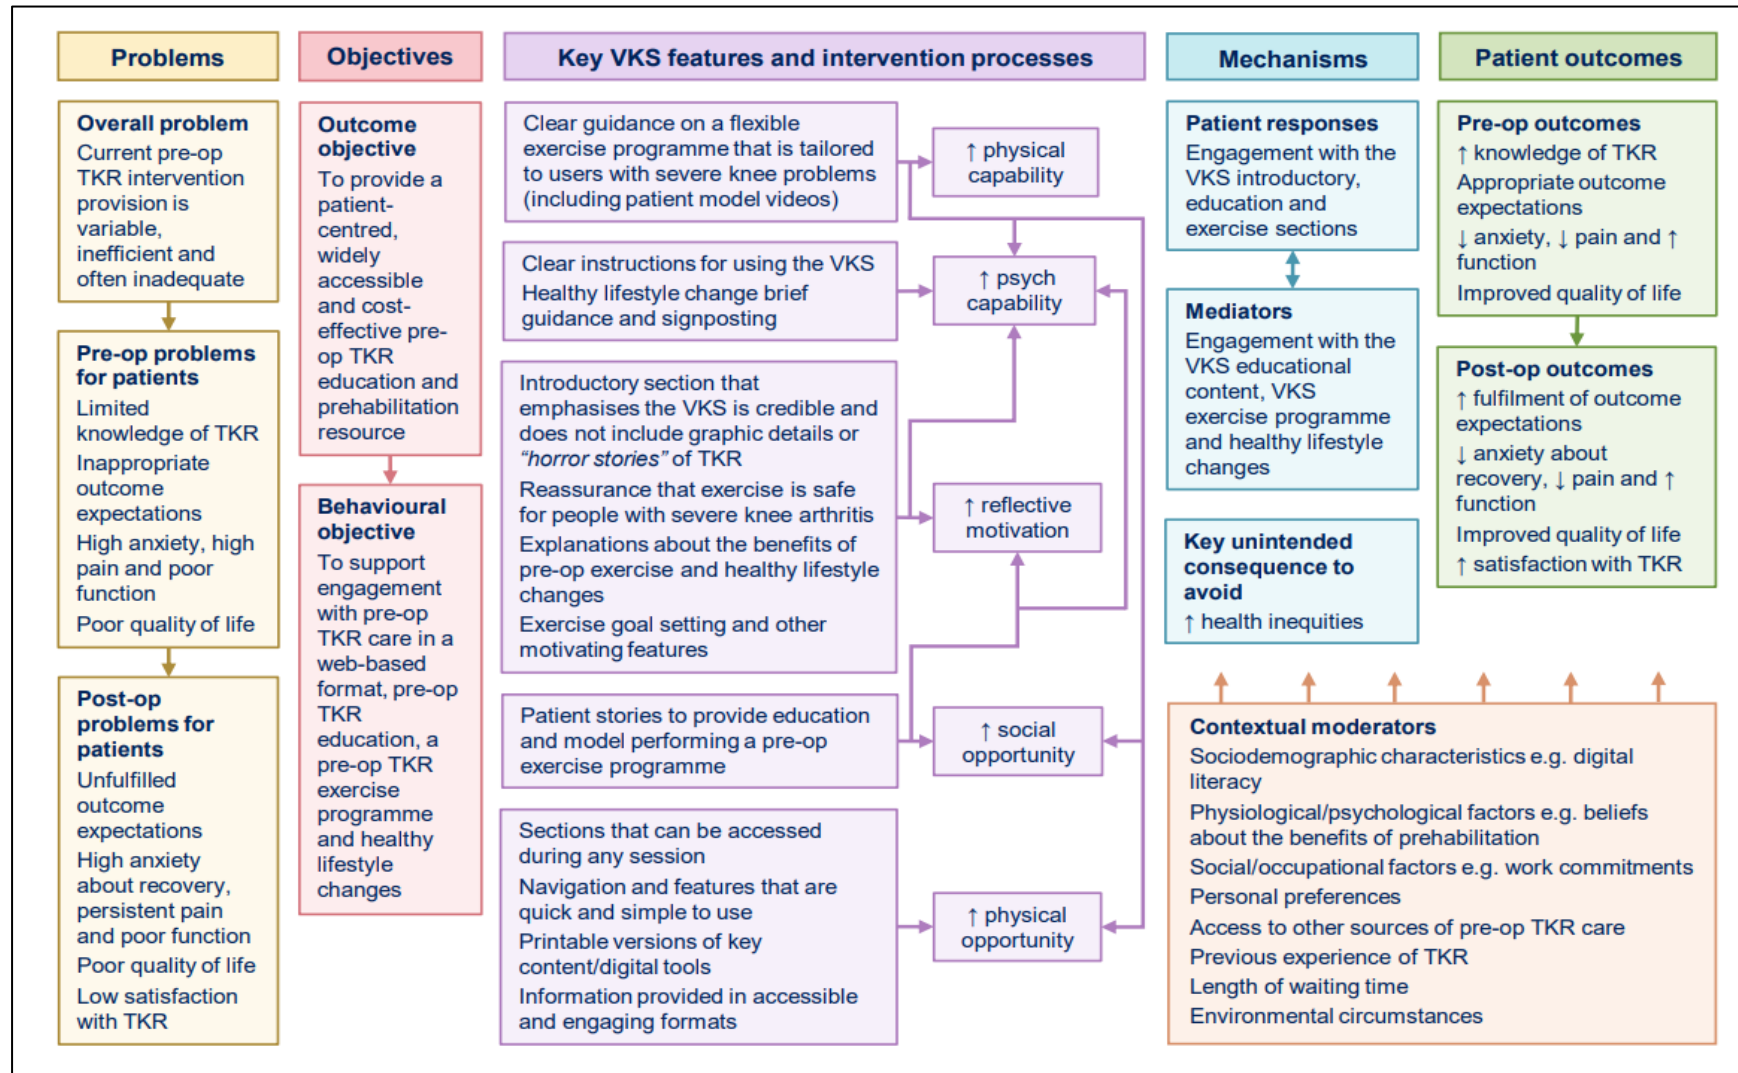 Problems
Overall problem
Current pre-op
TKR intervention
provision is
variable,
inefficient and
often inadequate
Pre-op problems
for patients
Limited
knowledge of TKR
Inappropriate
outcome
expectations
High anxiety, high
pain and poor
function
Poor quality of life
Post-op
problems for
patients
Unfulfilled
outcome
expectations
High anxiety
about recovery,
persistent pain
and poor function
Poor quality of life
Low satisfaction
with TKR
Objectives
Outcome
objective
To provide a
patient-
centred,
widely
accessible
and cost-
effective pre-
op TKR
education and
prehabilitation
resource
Behavioural
objective
To support
engagement
with pre-op
TKR care in a
web-based
format, pre-op
TKR
education, a
pre-op TKR
exercise
programme
and healthy
lifestyle
changes
Key VKS features and intervention processes
Clear guidance on a flexible
exercise programme that is tailored
to users with severe knee problems
(including patient model videos)
Clear instructions for using the VKS
Healthy lifestyle change brief
guidance and signposting
Introductory section that
emphasises the VKS is credible and
does not include graphic details or
"horror stories" of TKR
Reassurance that exercise is safe
for people with severe knee arthritis
Explanations about the benefits of
pre-op exercise and healthy lifestyle
changes
Exercise goal setting and other
motivating features
Patient stories to provide education
and model performing a pre-op
exercise programme
Sections that can be accessed
during any session
Navigation and features that are
quick and simple to use
Printable versions of key
content/digital tools
Information provided in accessible
and engaging formats
↑ physical
capability
↑ psych
capability
↑ reflective
motivation
↑ social
opportunity
↑ physical
opportunity
Mechanisms
Patient responses
Engagement with the
VKS introductory,
education and
exercise sections
Mediators
Engagement with the
VKS educational
content, VKS
exercise programme
and healthy lifestyle
changes
Key unintended
consequence to
avoid
↑ health inequities
Patient outcomes
Pre-op outcomes
↑ knowledge of TKR
Appropriate outcome
expectations
↓ anxiety, ↓ pain and ↑
function
Improved quality of life
Post-op outcomes
↑ fulfilment of outcome
expectations
↓ anxiety about
recovery, ↓ pain and ↑
function
Improved quality of life
↑ satisfaction with TKR
Contextual moderators
Sociodemographic characteristics e.g. digital
literacy
Physiological/psychological factors e.g. beliefs
about the benefits of prehabilitation
Social/occupational factors e.g. work commitments
Personal preferences
Access to other sources of pre-op TKR care
Previous experience of TKR
Length of waiting time
Environmental circumstances